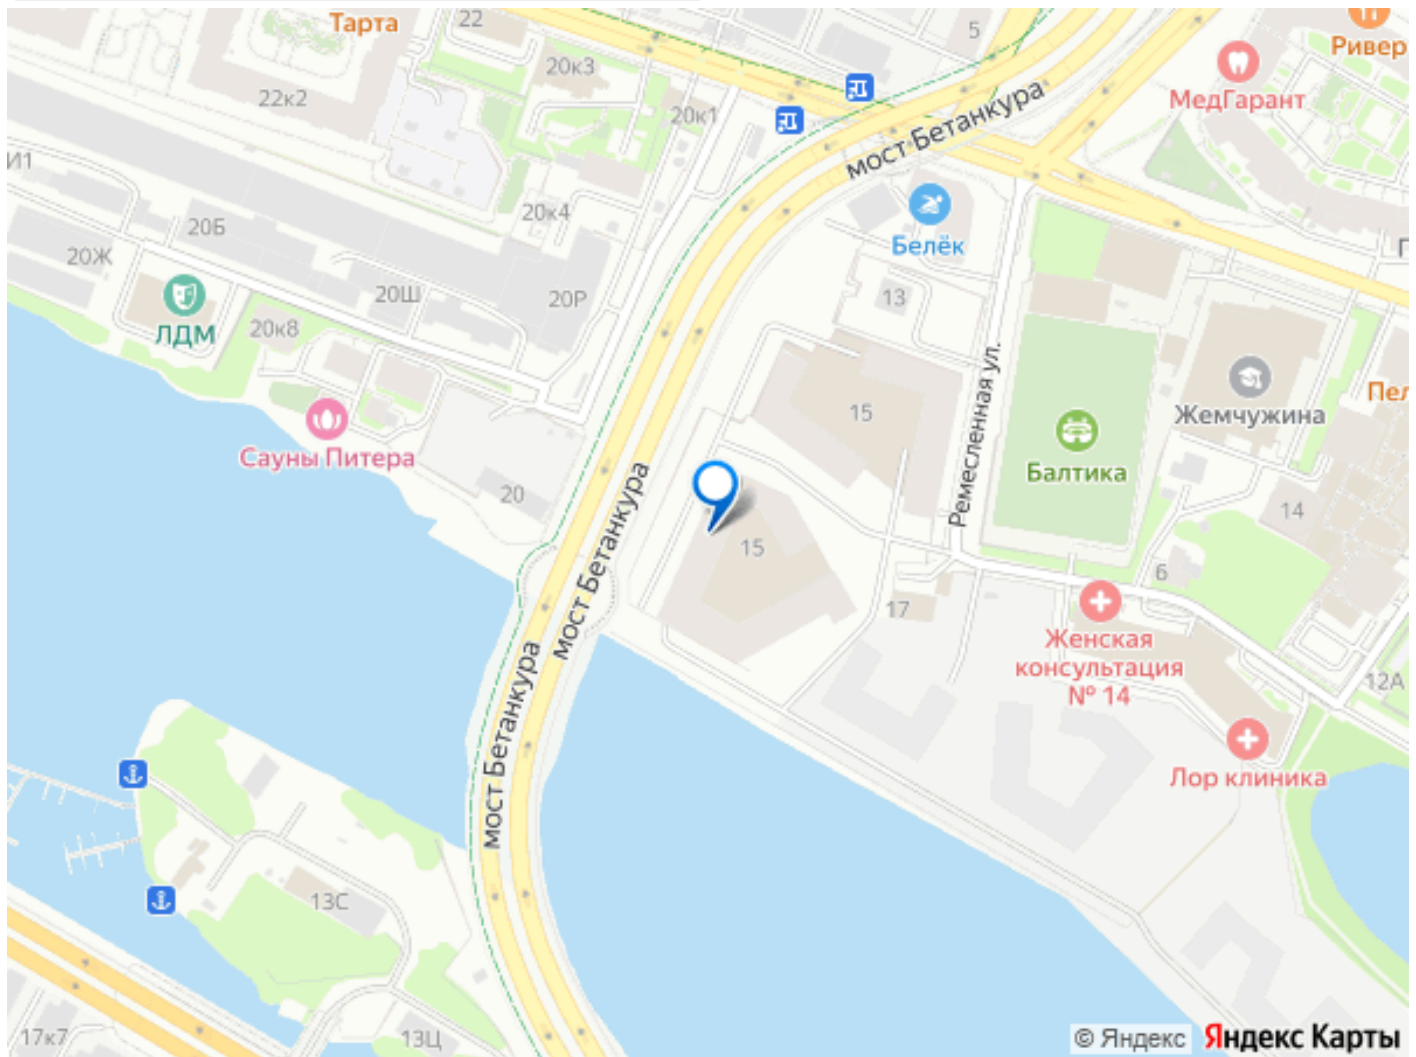 Тарта
22
5
Ривер
20к3
22к2
МедГарант
20к1
мост Бетанкура
И1
20к4
20Б
Белёк
20Ж
20Ш
20Р
13
ЛДМ
20к8
Ремесленная ул.
15
Пел
Жемчужина
Сауны Питера
Балтика
20
мост Бетанкура
14
15
6
17
Женская
консультация
№ 14
12А
мост Бетанкура
Лор клиника
13С
17к7
13Ц
© Яндекс
Яндекс Карты